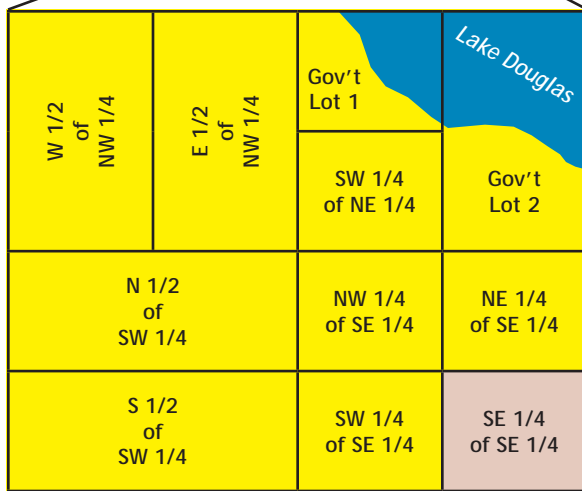 W 1/2
of
NW 1/4
E 1/2
of
NW 1/4
Gov't
Lot 1
Lake Douglas
SW 1/4
of NE 1/4
Gov't
Lot 2
N 1/2
of
SW 1/4
NW 1/4
of SE 1/4
NE 1/4
of SE 1/4
S 1/2
of
SW 1/4
SW 1/4
of SE 1/4
SE 1/4
of SE 1/4